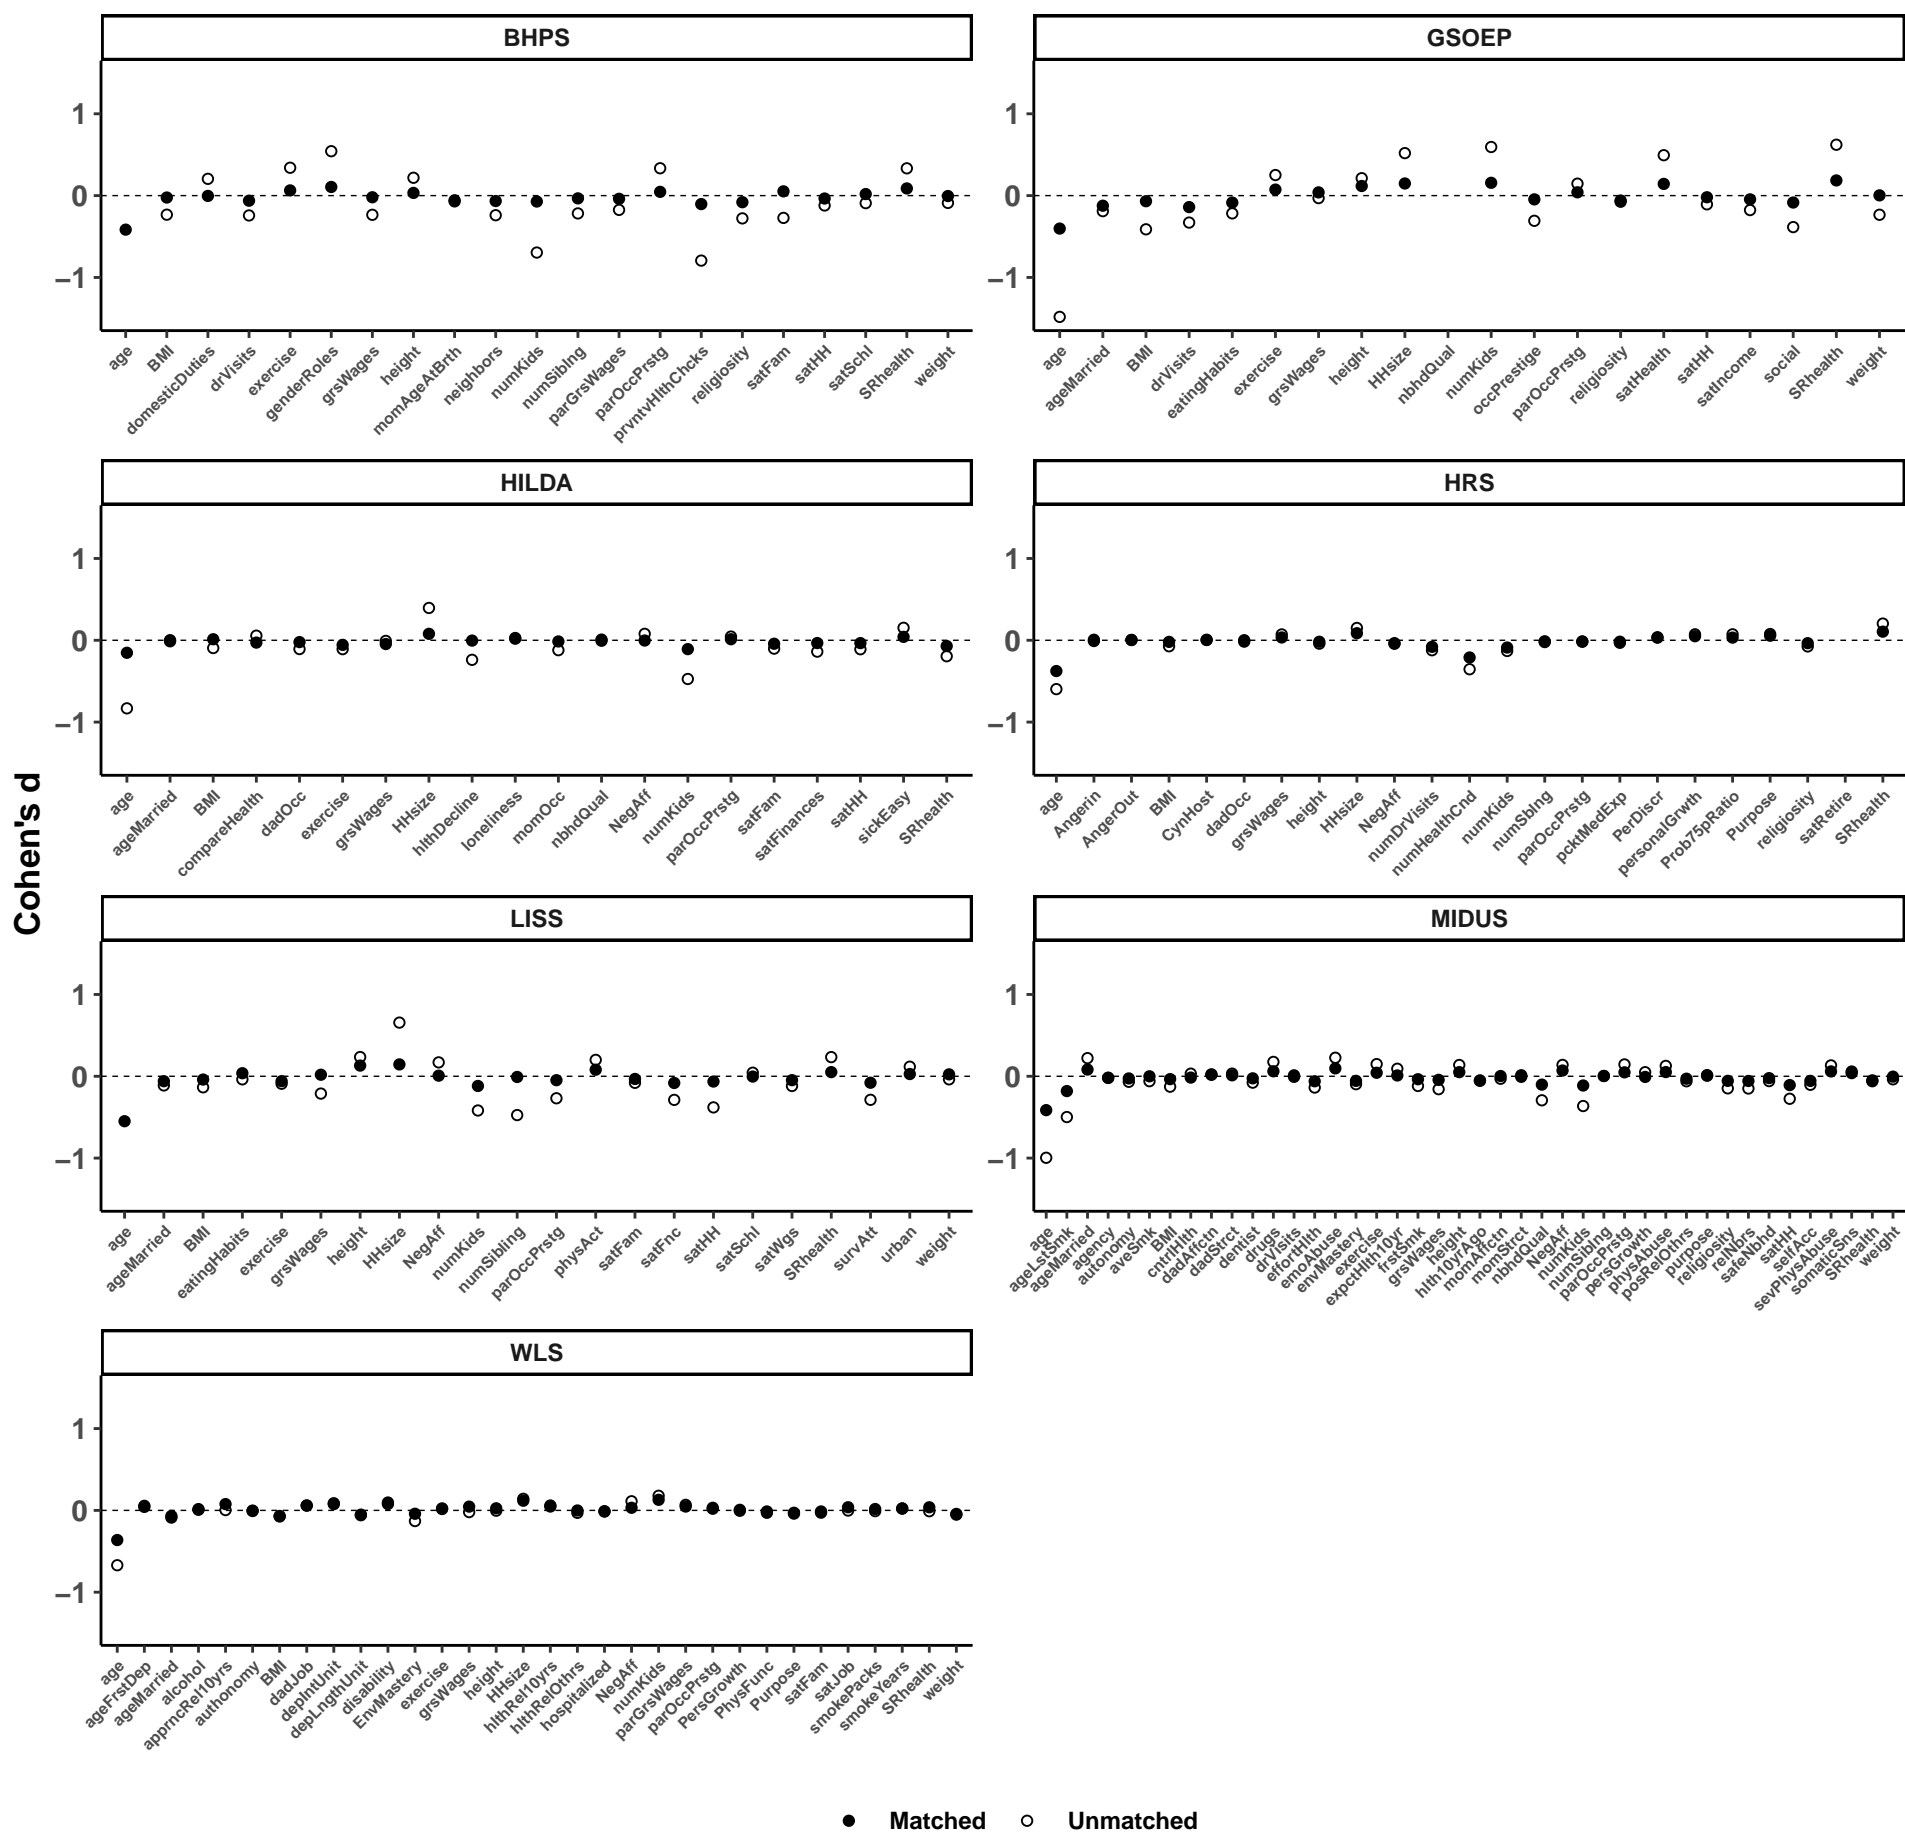 BHPS
GSOEP
1
0
−1
1
0
−1
age
BMI
domesticDuties
drVisits
exercise
genderRoles
grsWages
height
momAgeAtBrth
neighbors
numKids
numSiblng
parGrsWages
parOccPrstg
prvntvHlthChcks
religiosity
satFam
satHH
satSchl
SRhealth
weight
age
ageMarried
BMI
drVisits
eatingHabits
exercise
grsWages
height
HHsize
nbhdQual
numKids
occPrestige
parOccPrstg
religiosity
satHealth
satHH
satIncome
social
SRhealth
weight
HILDA
HRS
1
0
−1
1
0
−1
age
ageMarried
BMI
compareHealth
dadOcc
exercise
grsWages
HHsize
hlthDecline
loneliness
momOcc
nbhdQual
NegAff
numKids
parOccPrstg
satFam
satFinances
satHH
sickEasy
SRhealth
age
Angerin
AngerOut
BMI
CynHost
dadOcc
grsWages
height
HHsize
NegAff
numDrVisits
numHealthCnd
numKids
numSblng
parOccPrstg
pcktMedExp
PerDiscr
personalGrwth
Prob75pRatio
Purpose
religiosity
satRetire
SRhealth
Cohen's d
LISS
MIDUS
1
0
−1
1
0
−1
age
ageMarried
BMI
eatingHabits
exercise
grsWages
height
HHsize
NegAff
numKids
numSibling
parOccPrstg
physAct
satFam
satFnc
satHH
satSchl
satWgs
SRhealth
survAtt
urban
weight
age
ageLstSmk
ageMarried
agency
autonomy
aveSmk
BMI
cntrlHlth
dadAffctn
dadStrct
dentist
drugs
drVisits
effortHlth
emoAbuse
envMastery
exercise
expctHlth10yr
frstSmk
grsWages
height
hlth10yrAgo
momAffctn
momStrct
nbhdQual
NegAff
numKids
numSiblng
parOccPrstg
persGrowth
physAbuse
posRelOthrs
purpose
religiosity
relNbrs
safeNbhd
satHH
selfAcc
sevPhysAbuse
somaticSns
SRhealth
weight
WLS
1
0
−1
age
ageFrstDep
ageMarried
alcohol
apprncRel10yrs
authonomy
BMI
dadJob
depIntUnit
depLngthUnit
disability
EnvMastery
exercise
grsWages
height
HHsize
hlthRel10yrs
hlthRelOthrs
hospitalized
NegAff
numKids
parGrsWages
parOccPrstg
PersGrowth
PhysFunc
Purpose
satFam
satJob
smokePacks
smokeYears
SRhealth
weight
Matched
Unmatched